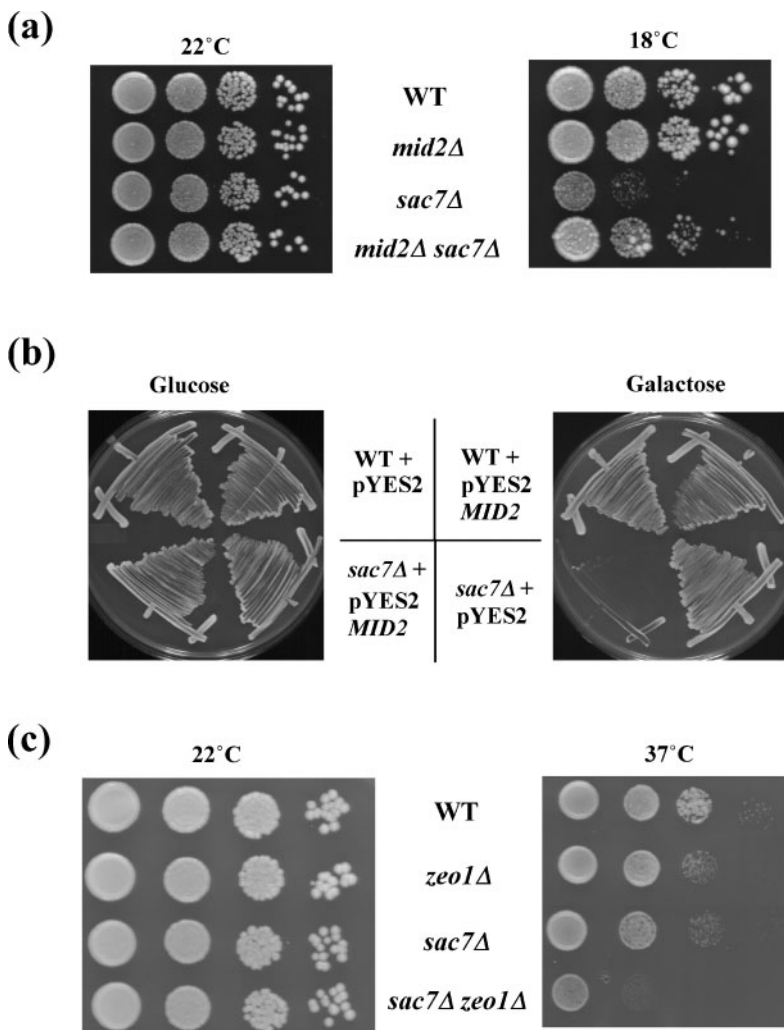 (a)
22˚C
18˚C
WT
mid2Δ
sac7Δ
mid2Δ sac7Δ
(b)
Glucose
Galactose
WT +
pYES2
WT +
pYES2
MID2
sac7Δ +
pYES2
MID2
sac7Δ +
pYES2
(c)
22˚C
37˚C
WT
zeo1Δ
sac7Δ
sac7Δ zeo1Δ